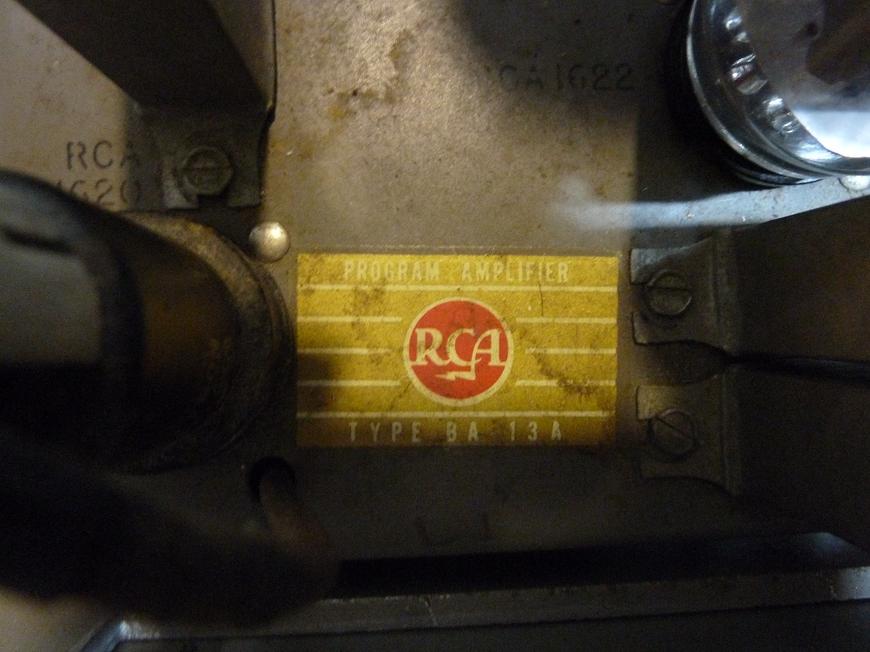 RCA 1622
RCA
1620
PROGRAM AMPLIFIER
RCA
TYPE BA 13A